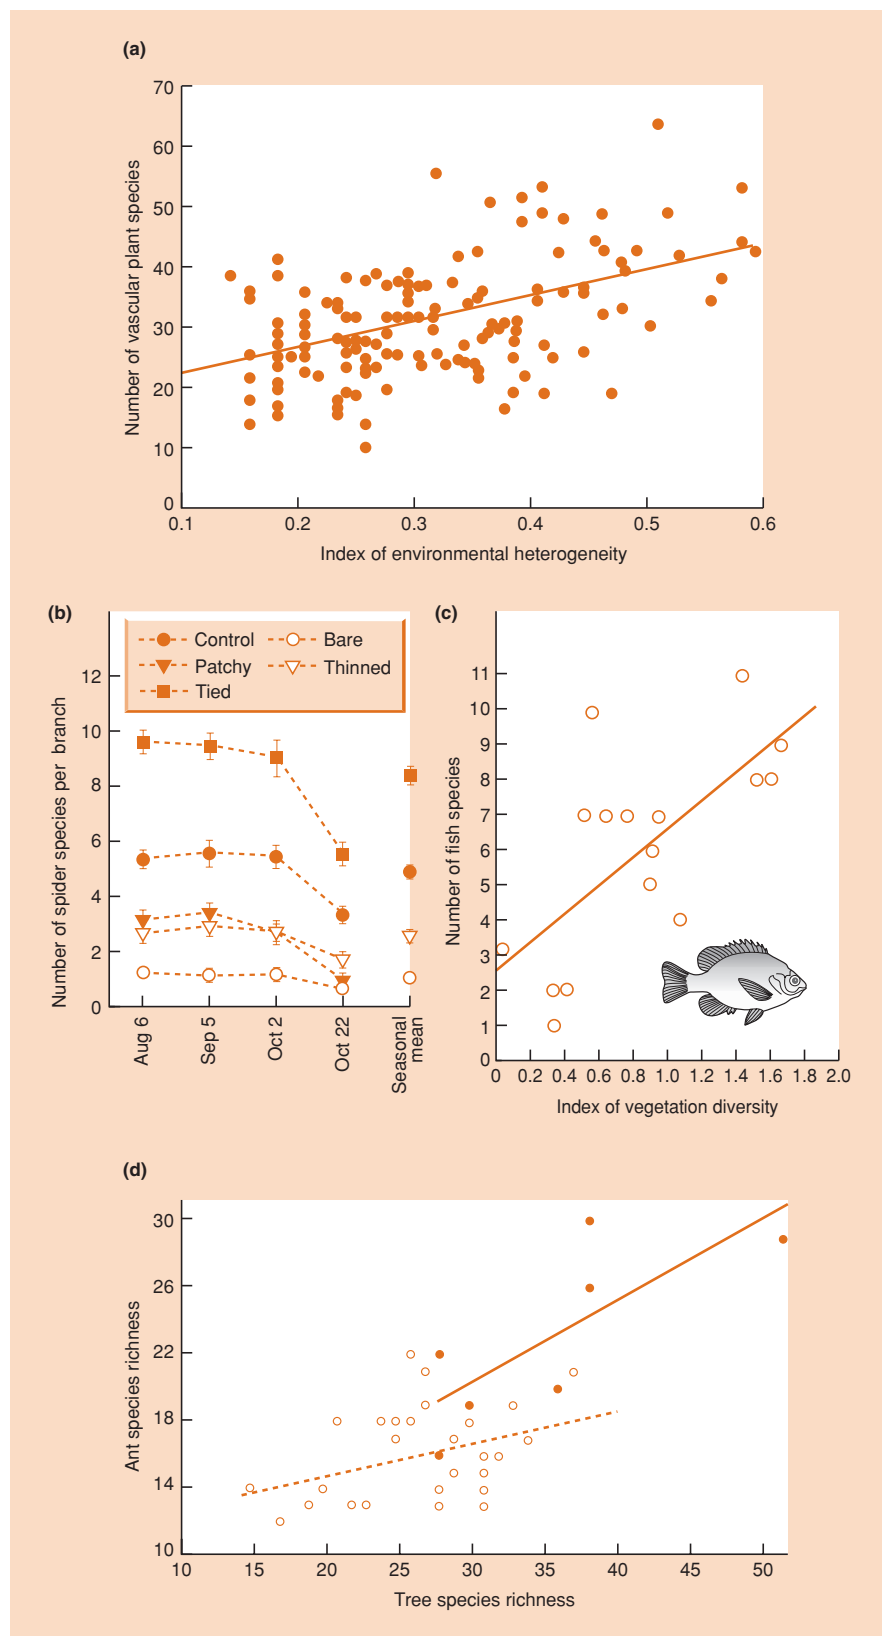 (a)
70
60
50
40
30
20
10
0
Number of vascular plant species
0.1 0.2 0.3 0.4 0.5 0.6
Index of environmental heterogeneity
(b)
Control Bare
Patchy Thinned
Tied
12
10
8
6
4
2
0
Number of spider species per branch
Aug 6
Sep 5
Oct 2
Oct 22
Seasonal
mean
(c)
11
10
9
8
7
6
5
4
3
2
1
0
Number of fish species
0 0.2 0.4 0.6 0.8 1.0 1.2 1.4 1.6 1.8 2.0
Index of vegetation diversity
(d)
30
26
22
18
14
10
Ant species richness
10 15 20 25 30 35 40 45 50
Tree species richness